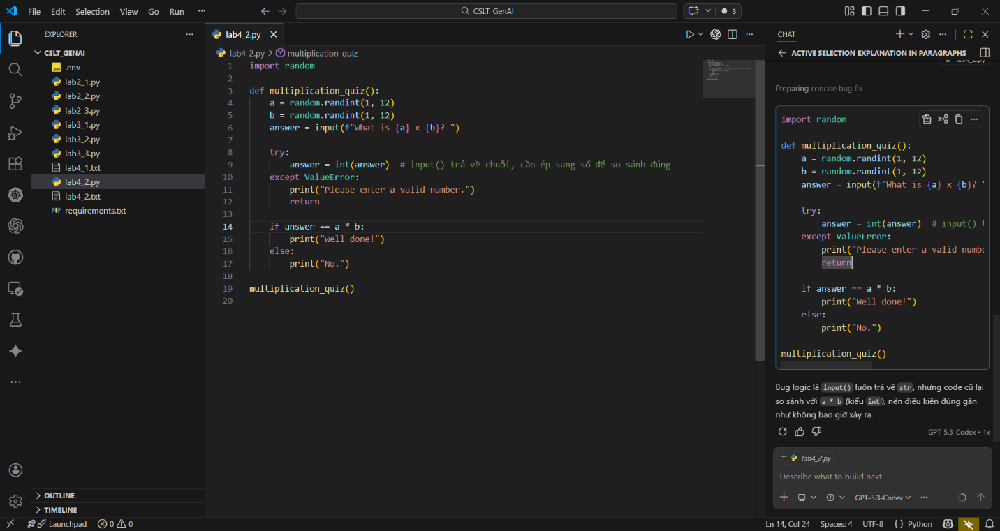 File Edit Selection View Go Run ···
CSLT_GenAI
3
EXPLORER
CSLT_GENAI
.env
lab2_1.py
lab2_2.py
lab2_3.py
lab3_1.py
lab3_2.py
lab3_3.py
lab4_1.txt
lab4_2.py
lab4_2.txt
requirements.txt
OUTLINE
TIMELINE
lab4_2.py
lab4_2.py > multiplication_quiz
1 import random
2
3 def multiplication_quiz():
4 a = random.randint(1, 12)
5 b = random.randint(1, 12)
6 answer = input(f"What is {a} x {b}? ")
7
8 try:
9 answer = int(answer) # input() trả về chuỗi, cần ép sang số để so sánh đúng
10 except ValueError:
11 print("Please enter a valid number.")
12 return
13
14 if answer == a * b:
15 print("Well done!")
16 else:
17 print("No.")
18
19 multiplication_quiz()
20
CHAT
ACTIVE SELECTION EXPLANATION IN PARAGRAPHS
lab4_2.py
Preparing concise bug fix
import random
def multiplication_quiz():
a = random.randint(1, 12)
b = random.randint(1, 12)
answer = input(f"What is {a} x {b}? "
try:
answer = int(answer) # input() t
except ValueError:
print("Please enter a valid numbe
return
if answer == a * b:
print("Well done!")
else:
print("No.")
multiplication_quiz()
Bug logic là input() luôn trả về str, nhưng code cũ lại
so sánh với a * b (kiểu int), nên điều kiện đúng gần
như không bao giờ xảy ra.
GPT-5.3-Codex • 1x
lab4_2.py
Describe what to build next
GPT-5.3-Codex
Launchpad 0 0
Ln 14, Col 24 Spaces: 4 UTF-8 { } Python